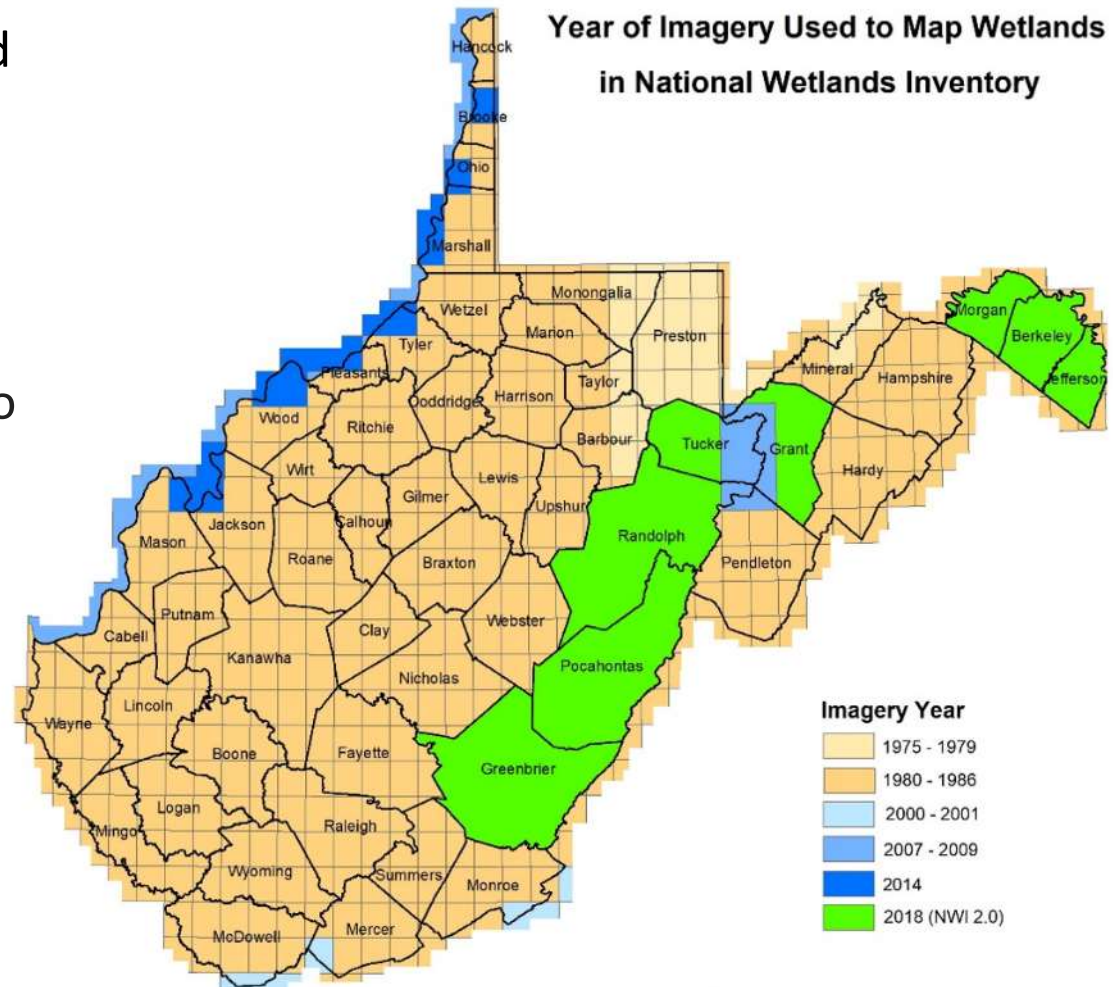 d
o
Year of Imagery Used to Map Wetlands
in National Wetlands Inventory
Hancock
Brooke
Ohio
Marshall
Wetzel
Monongalia
Marion
Preston
Tyler
Pleasants
Doddridge
Harrison
Taylor
Barbour
Wood
Ritchie
Wirt
Gilmer
Lewis
Upshur
Tucker
Grant
Mineral
Hampshire
Hardy
Morgan
Berkeley
Jefferson
Jackson
Calhoun
Roane
Mason
Braxton
Randolph
Pendleton
Putnam
Cabell
Clay
Webster
Kanawha
Nicholas
Pocahontas
Wayne
Lincoln
Boone
Fayette
Greenbrier
Logan
Mingo
Raleigh
Wyoming
Summers
Monroe
McDowell
Mercer
Imagery Year
1975 - 1979
1980 - 1986
2000 - 2001
2007 - 2009
2014
2018 (NWI 2.0)